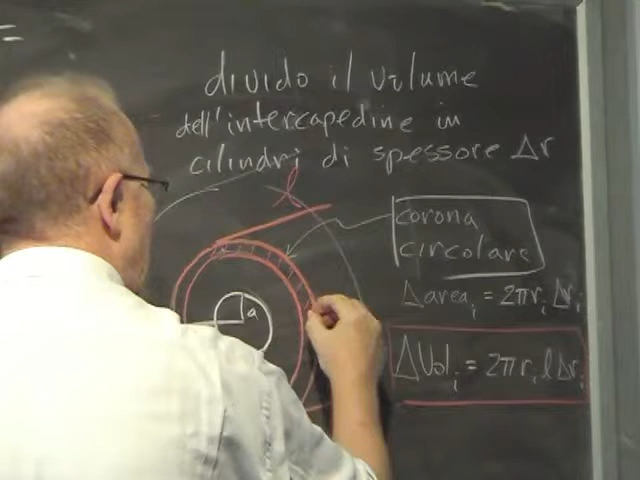 divido il volume
dell'intercapedine in
cilindri di spessore Δr
l
corona
circolare
Δarea_i = 2πr_i Δr_i
a
ΔVol_i = 2πr_i l Δr_i